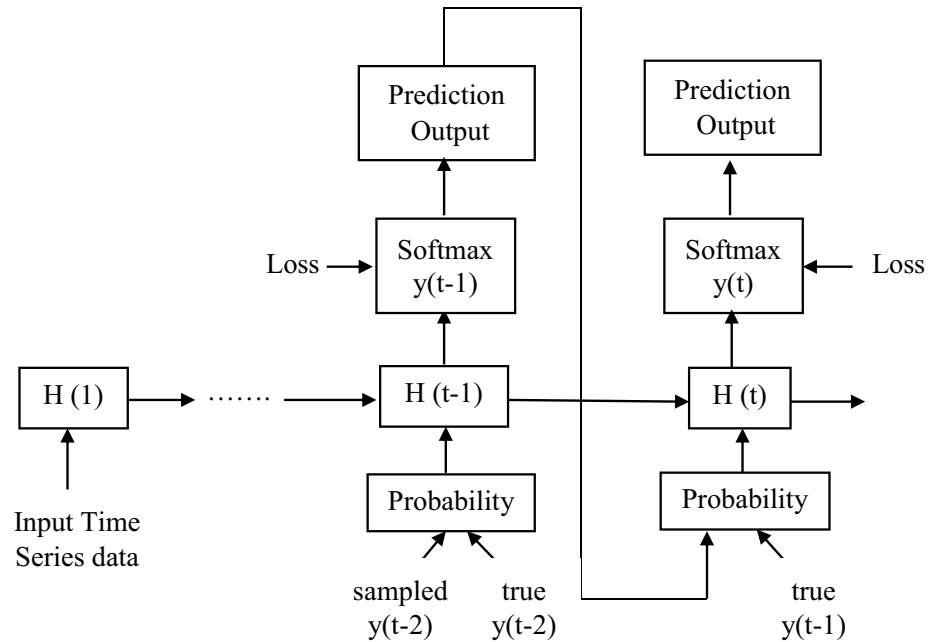 Prediction
Output
Prediction
Output
Loss
Softmax
y(t-1)
Softmax
y(t)
Loss
H (1)
.......
H (t-1)
H (t)
Input Time
Series data
Probability
Probability
sampled
y(t-2)
true
y(t-2)
true
y(t-1)